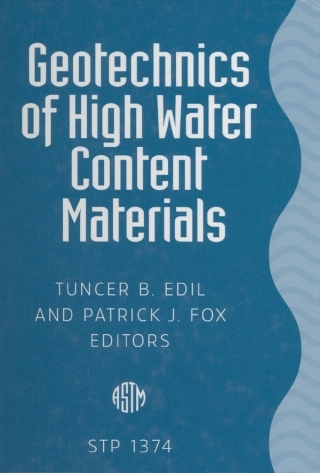 Geotechnics
of High Water
Content
Materials
TUNCER B. EDIL
AND PATRICK J. FOX
EDITORS
ASTM
STP 1374